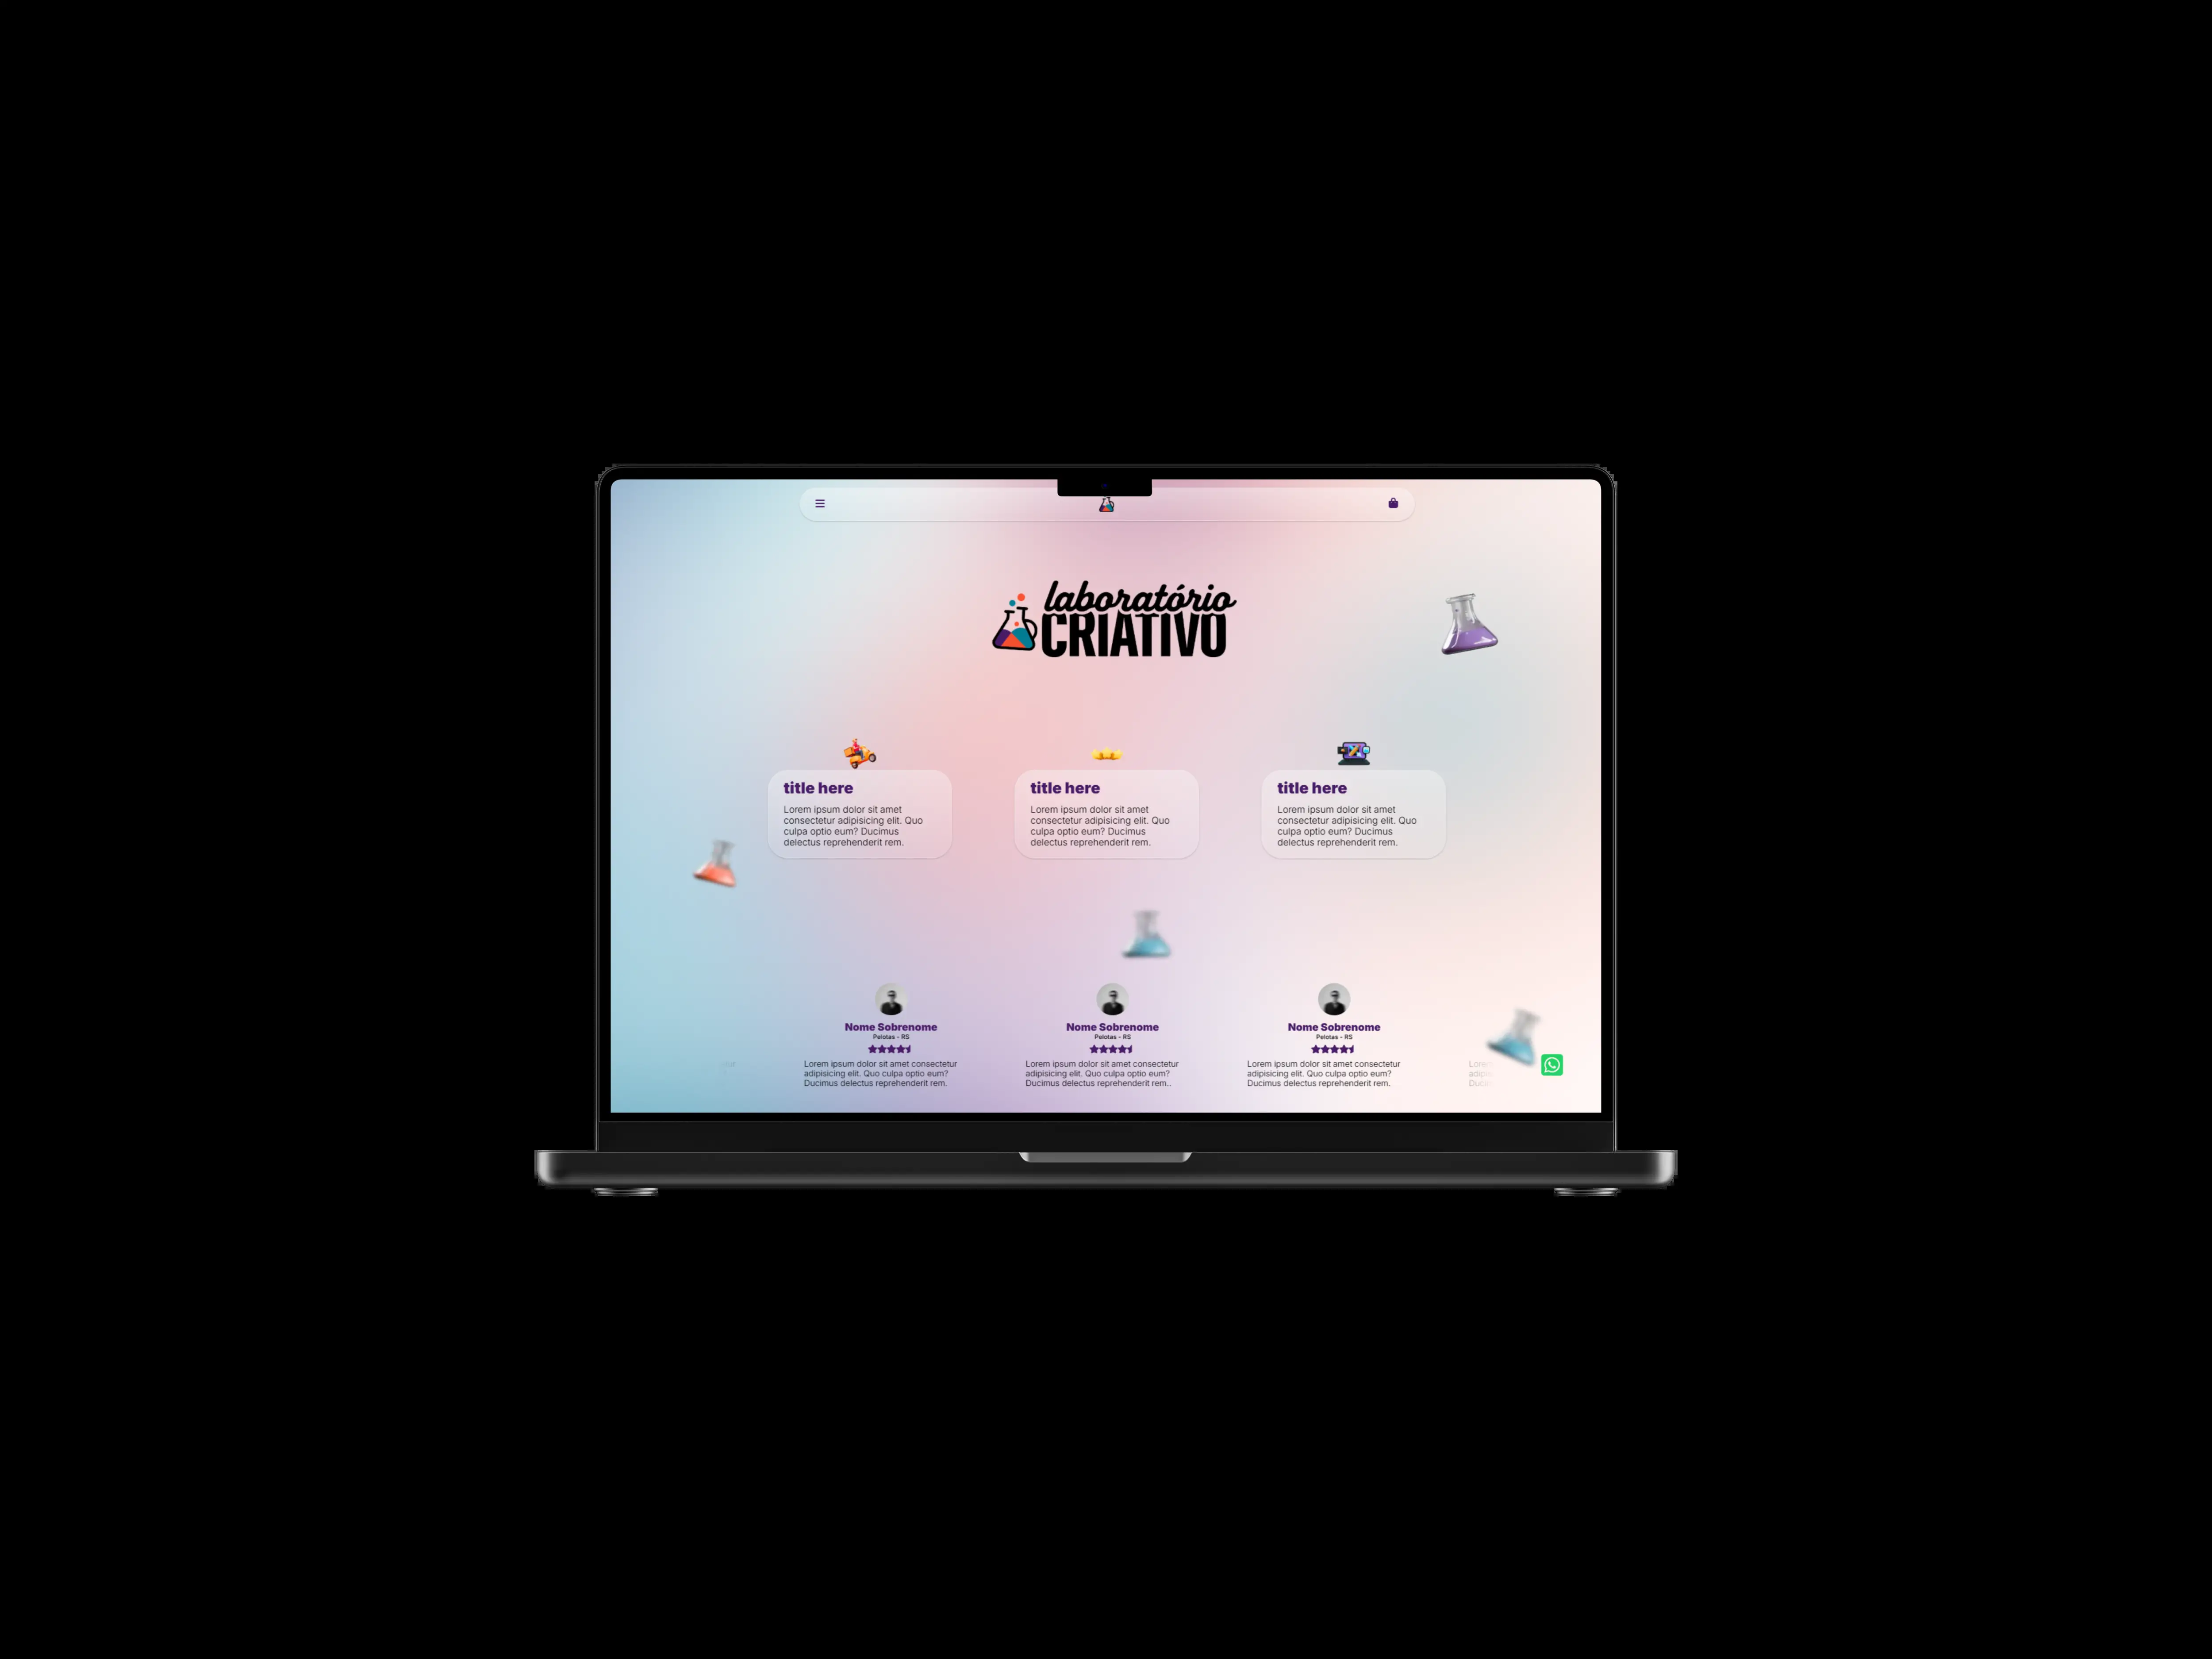 laboratório
CRIATIVO
title here
Lorem ipsum dolor sit amet
consectetur adipisicing elit. Quo
culpa optio eum? Ducimus
delectus reprehenderit rem.
title here
Lorem ipsum dolor sit amet
consectetur adipisicing elit. Quo
culpa optio eum? Ducimus
delectus reprehenderit rem.
title here
Lorem ipsum dolor sit amet
consectetur adipisicing elit. Quo
culpa optio eum? Ducimus
delectus reprehenderit rem.
Nome Sobrenome
Pelotas - RS
Lorem ipsum dolor sit amet consectetur
adipisicing elit. Quo culpa optio eum?
Ducimus delectus reprehenderit rem.
Nome Sobrenome
Pelotas - RS
Lorem ipsum dolor sit amet consectetur
adipisicing elit. Quo culpa optio eum?
Ducimus delectus reprehenderit rem..
Nome Sobrenome
Pelotas - RS
Lorem ipsum dolor sit amet consectetur
adipisicing elit. Quo culpa optio eum?
Ducimus delectus reprehenderit rem.